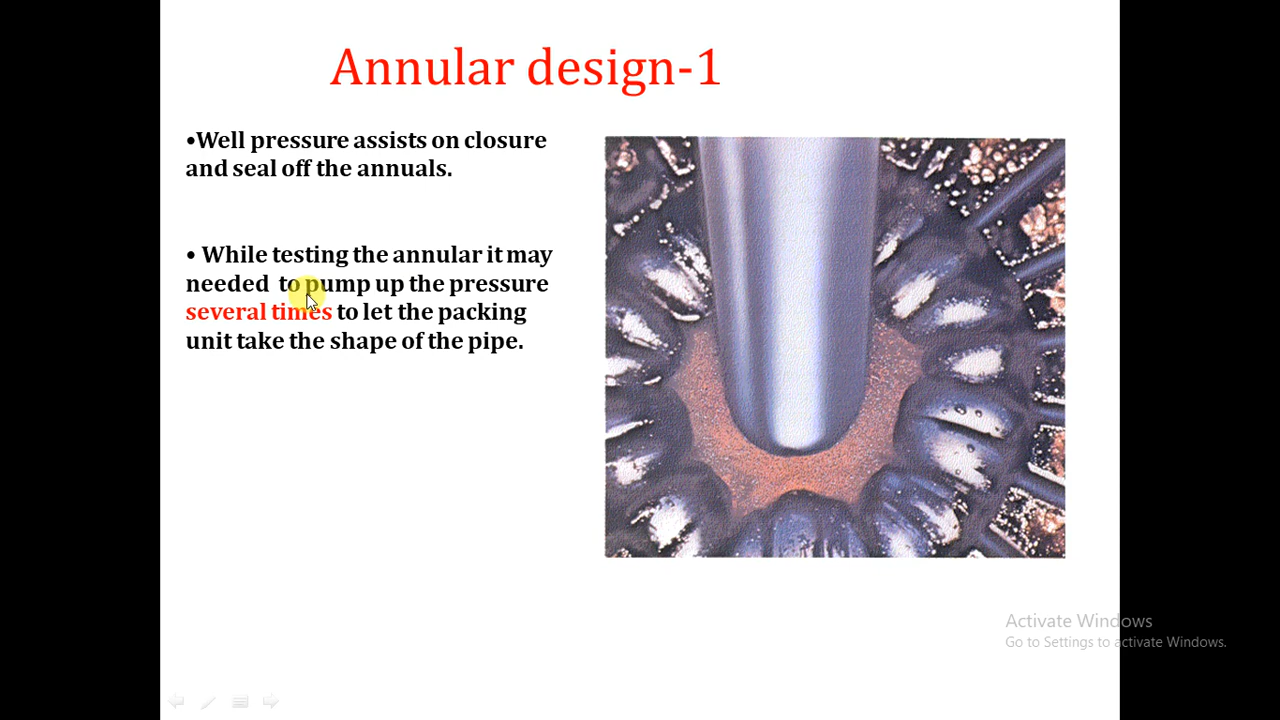 Annular design-1
•Well pressure assists on closure
and seal off the annuals.
• While testing the annular it may
needed to pump up the pressure
several times to let the packing
unit take the shape of the pipe.
Activate Windows
Go to Settings to activate Windows.